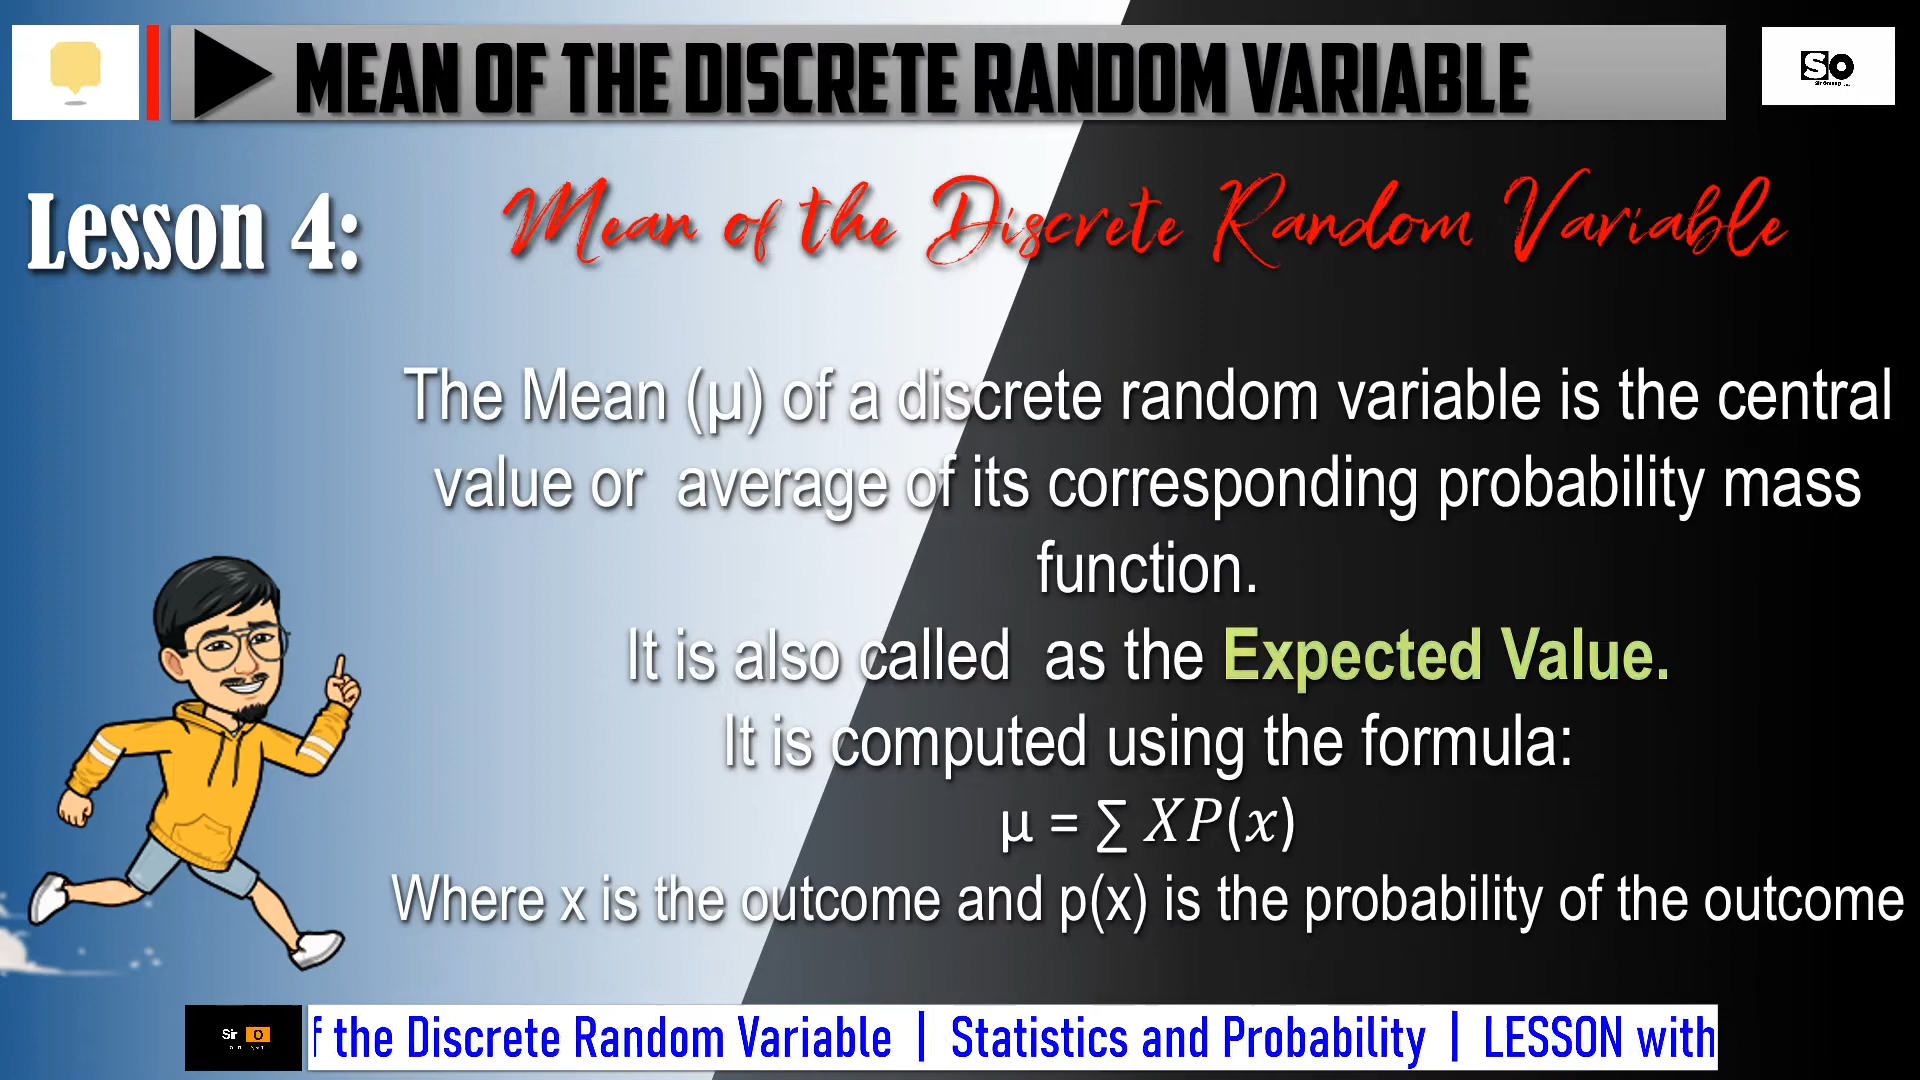 MEAN OF THE DISCRETE RANDOM VARIABLE
SO
Lesson 4:
Mean of the Discrete Random Variable
The Mean (μ) of a discrete random variable is the central
value or average of its corresponding probability mass
function.
It is also called as the Expected Value.
It is computed using the formula:
μ = ∑ XP(x)
Where x is the outcome and p(x) is the probability of the outcome
Sir O
f the Discrete Random Variable | Statistics and Probability | LESSON with